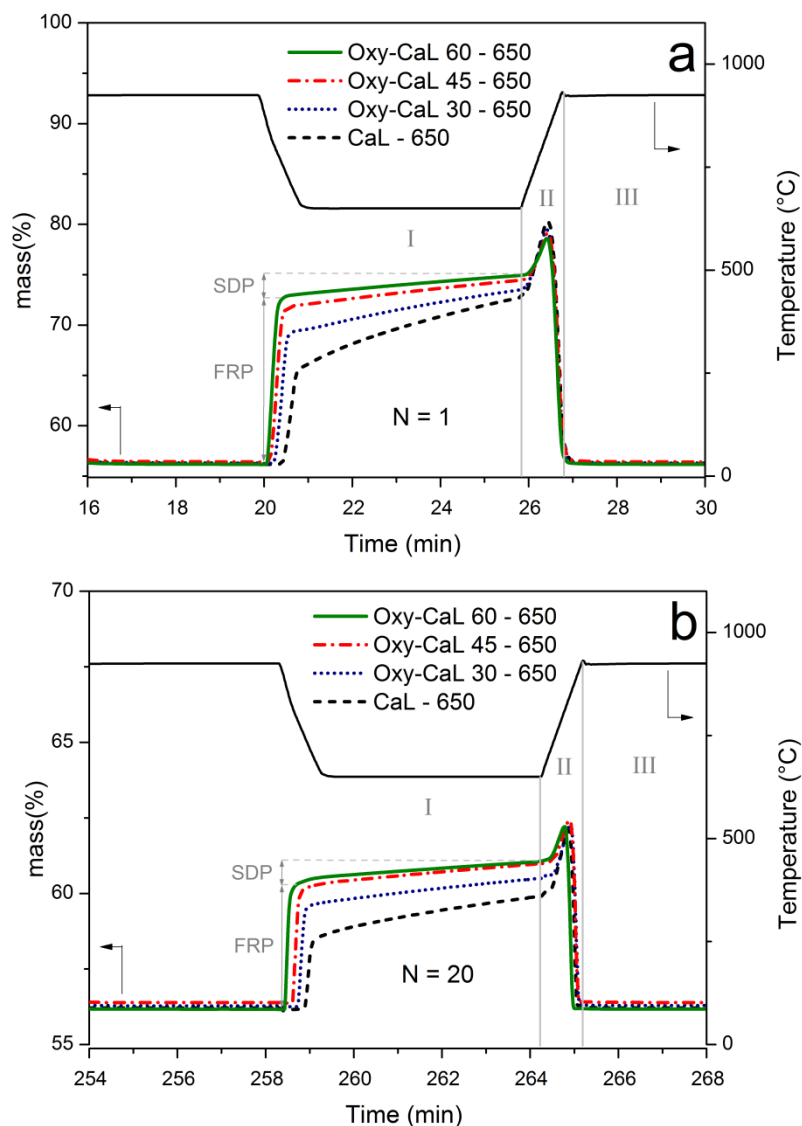 a
Oxy-CaL 60 - 650
Oxy-CaL 45 - 650
Oxy-CaL 30 - 650
CaL - 650
100
90
80
70
60
mass(%)
1000
500
0
Temperature (°C)
I
II
III
SDP
FRP
N = 1
16 18 20 22 24 26 28 30
Time (min)
b
Oxy-CaL 60 - 650
Oxy-CaL 45 - 650
Oxy-CaL 30 - 650
CaL - 650
70
65
60
55
mass(%)
1000
500
0
Temperature (°C)
I
II
III
SDP
FRP
N = 20
254 256 258 260 262 264 266 268
Time (min)